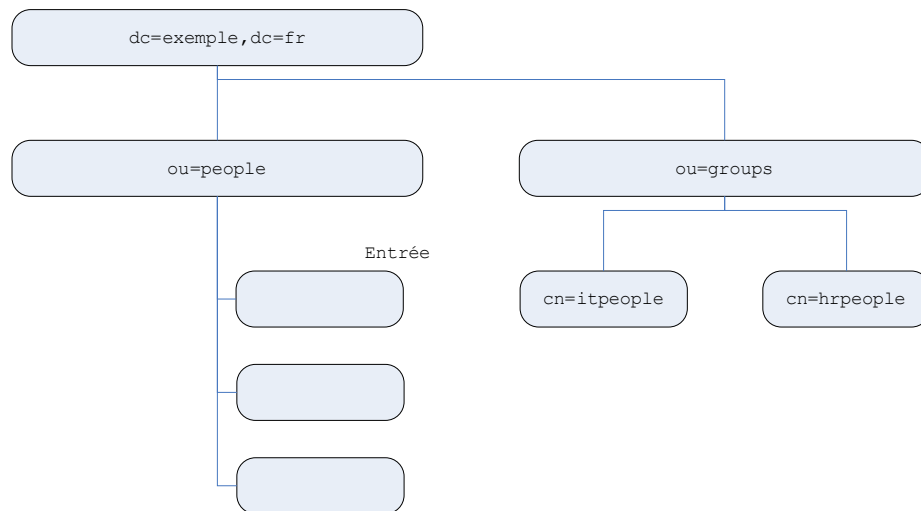 dc=exemple,dc=fr
ou=people
ou=groups
Entrée
cn=itpeople
cn=hrpeople